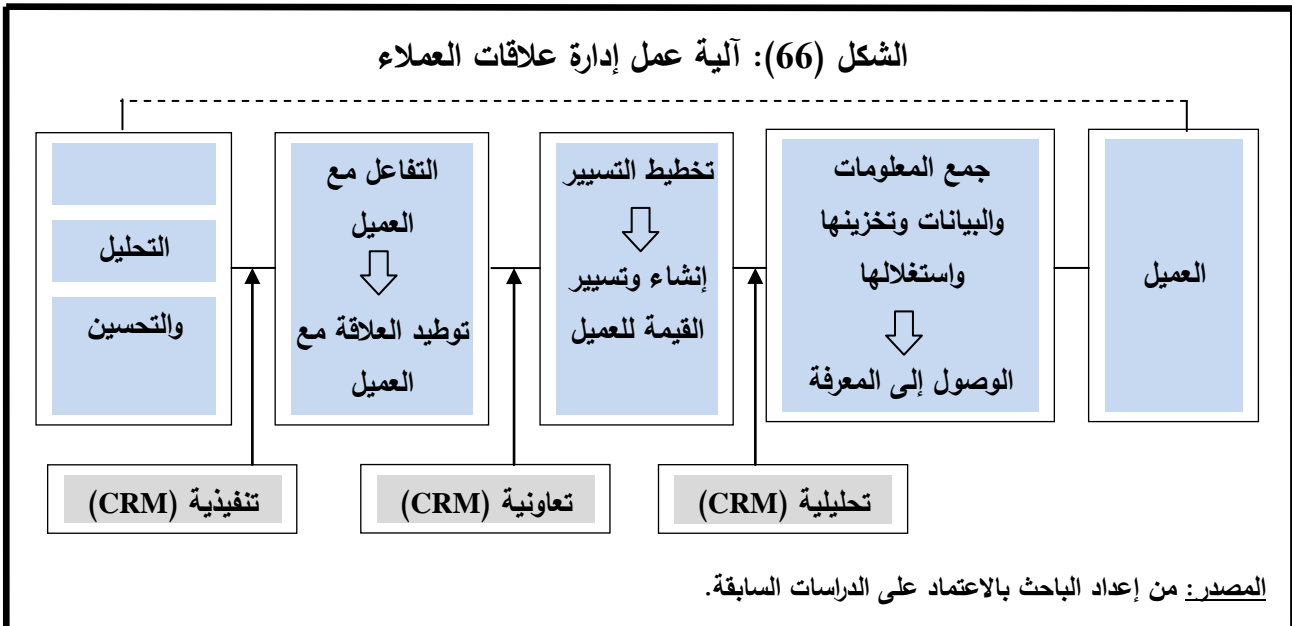 الشكل (66): آلية عمل إدارة علاقات العملاء
العميل
جمع المعلومات
والبيانات وتخزينها
واستغلالها
الوصول إلى المعرفة
تخطيط التسيير
إنشاء وتسيير
القيمة للعميل
التفاعل مع
العميل
توطيد العلاقة مع
العميل
التحليل
والتحسين
تحليلية (CRM)
تعاونية (CRM)
تنفيذية (CRM)
المصدر: من إعداد الباحث بالاعتماد على الدراسات السابقة.